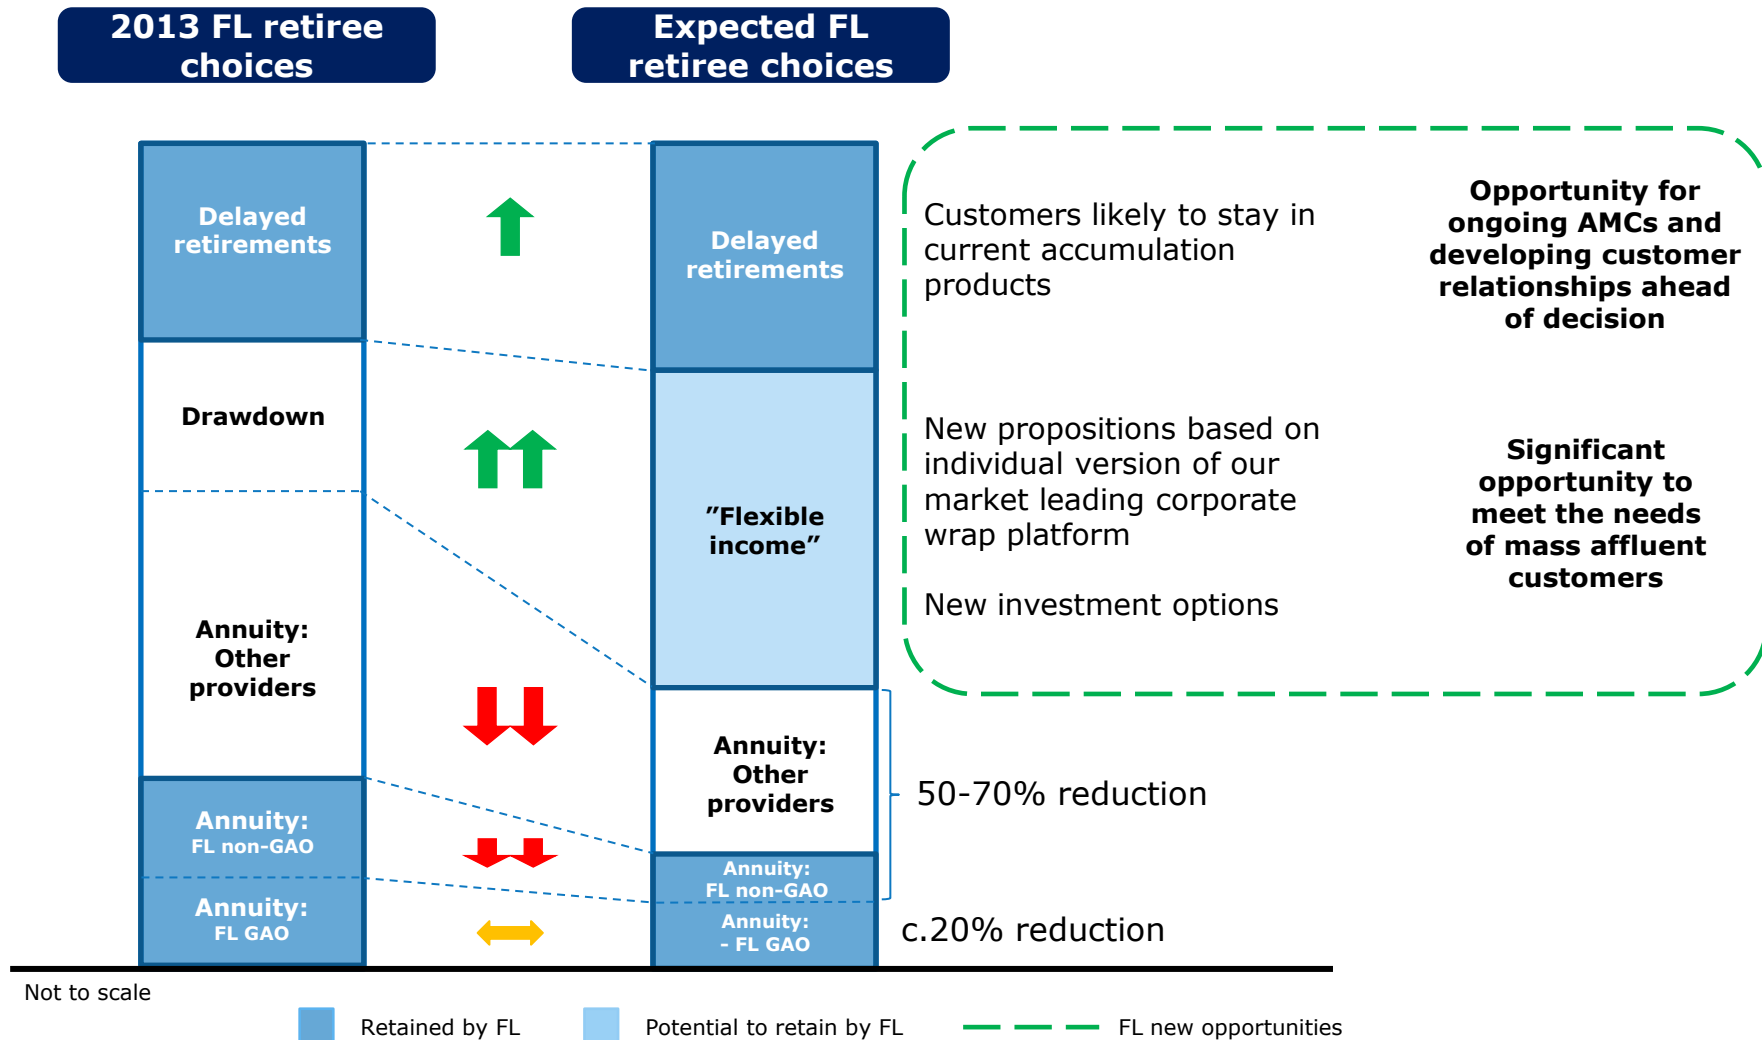 2013 FL retiree
choices
Expected FL
retiree choices
Delayed
retirements
Drawdown
Annuity:
Other
providers
Annuity:
FL non-GAO
Annuity:
FL GAO
Delayed
retirements
″Flexible
income”
Annuity:
Other
providers
Annuity:
FL non-GAO
Annuity:
- FL GAO
Customers likely to stay in
current accumulation
products
Opportunity for
ongoing AMCs and
developing customer
relationships ahead
of decision
New propositions based on
individual version of our
market leading corporate
wrap platform
New investment options
Significant
opportunity to
meet the needs
of mass affluent
customers
50-70% reduction
c.20% reduction
Not to scale
Retained by FL
Potential to retain by FL
FL new opportunities